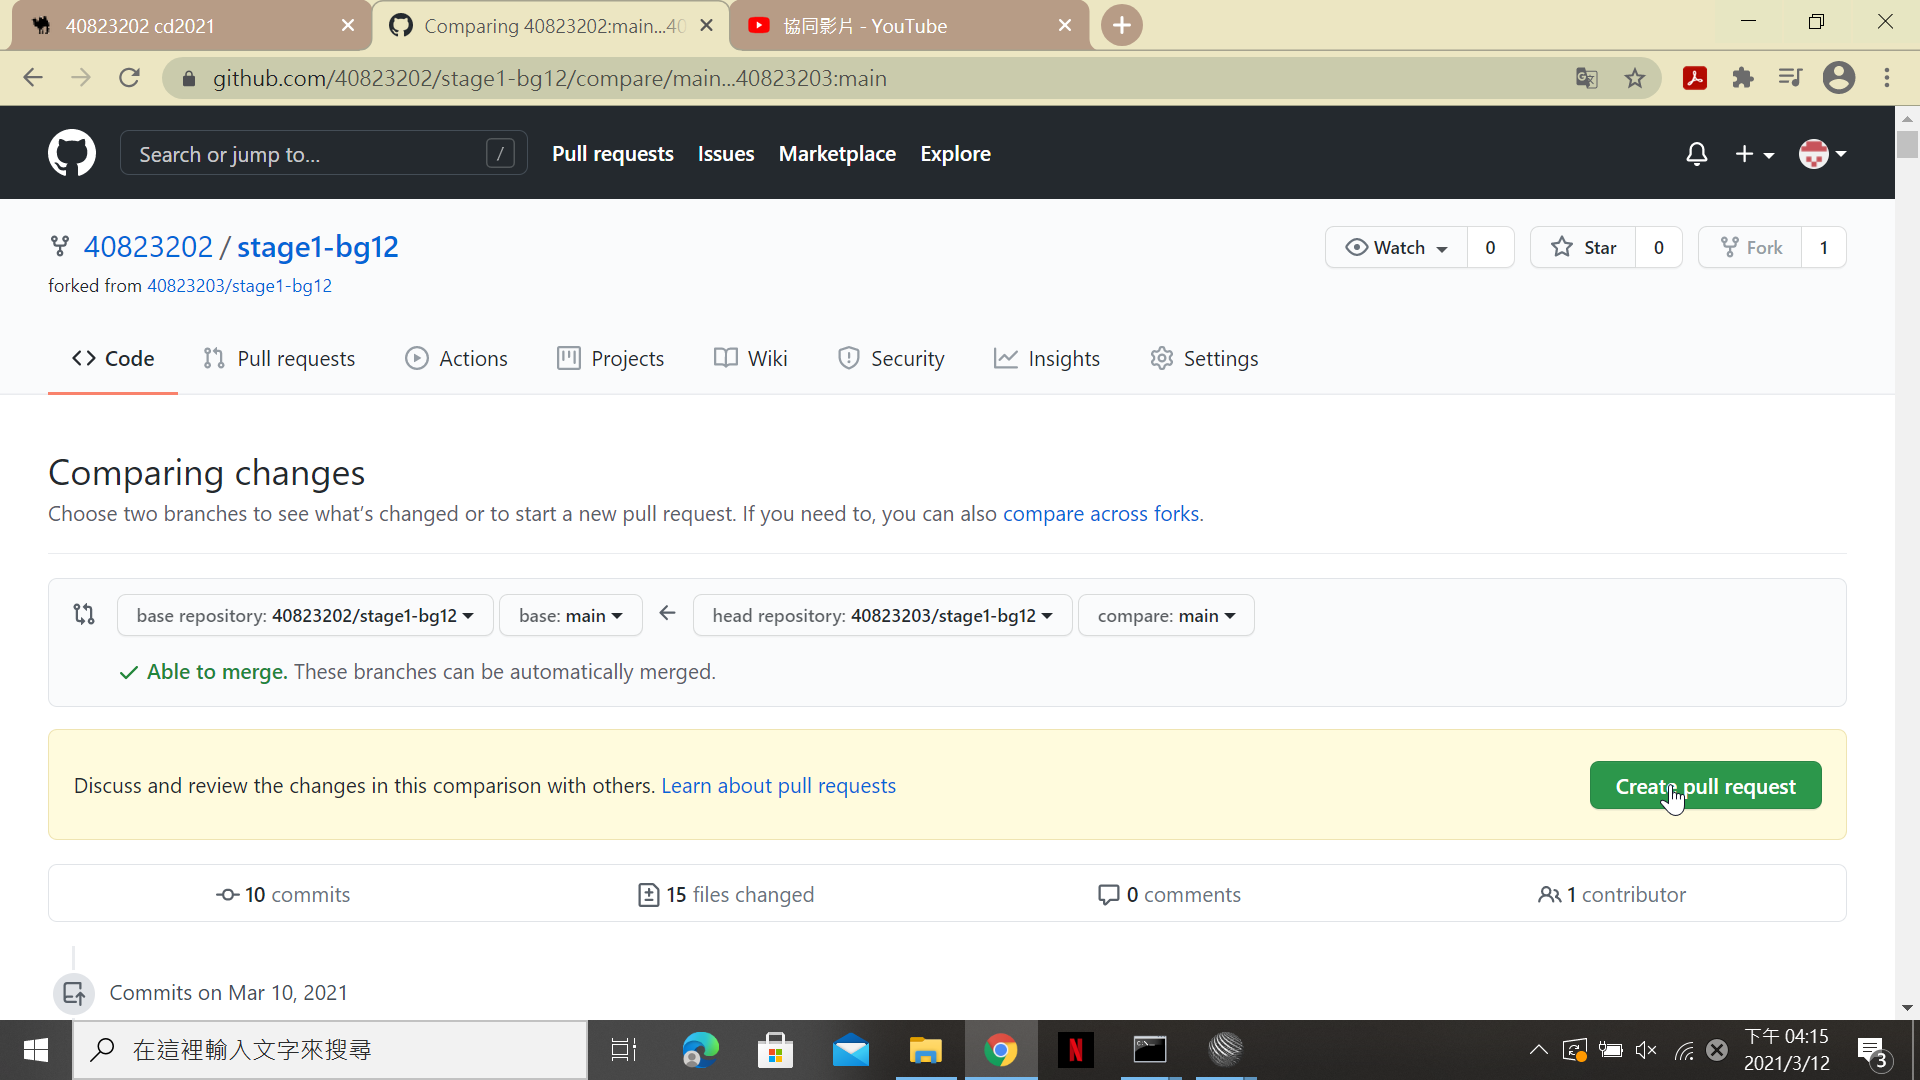 40823202 cd2021
Comparing 40823202:main...40
協同影片 - YouTube
github.com/40823202/stage1-bg12/compare/main...40823203:main
Search or jump to...
/
Pull requests
Issues
Marketplace
Explore
40823202 / stage1-bg12
Watch
0
Star
0
Fork
1
forked from 40823203/stage1-bg12
Code
Pull requests
Actions
Projects
Wiki
Security
Insights
Settings
Comparing changes
Choose two branches to see what's changed or to start a new pull request. If you need to, you can also compare across forks.
base repository: 40823202/stage1-bg12
base: main
head repository: 40823203/stage1-bg12
compare: main
Able to merge. These branches can be automatically merged.
Discuss and review the changes in this comparison with others. Learn about pull requests
Create pull request
10 commits
15 files changed
0 comments
1 contributor
Commits on Mar 10, 2021
在這裡輸入文字來搜尋
N
下午 04:15
2021/3/12
3